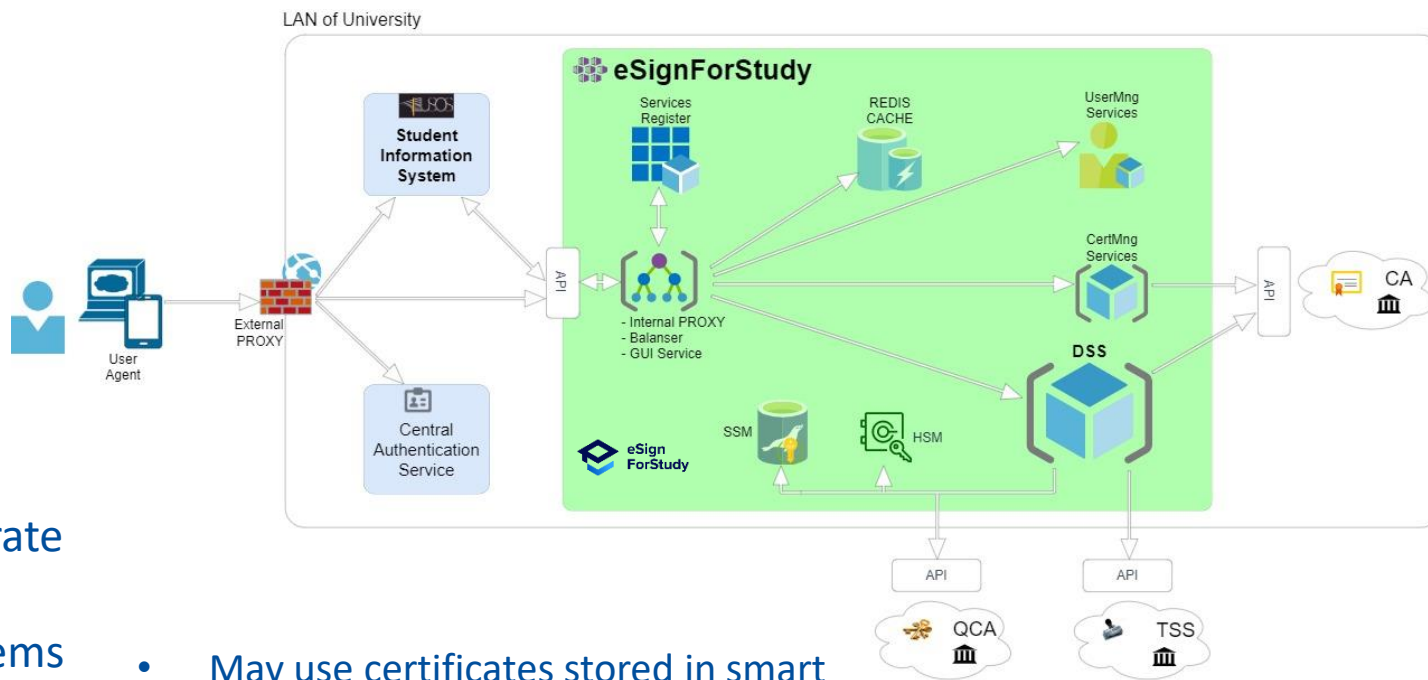 LAN of University
eSignForStudy
USOS
Student
Information
System
Services
Register
REDIS
CACHE
UserMng
Services
CertMng
Services
API
CA
API
- Internal PROXY
- Balanser
- GUI Service
External
PROXY
User
Agent
DSS
Central
Authentication
Service
SSM
HSM
eSign
ForStudy
API
API
QCA
TSS
rate
ems
• May use certificates stored in smart